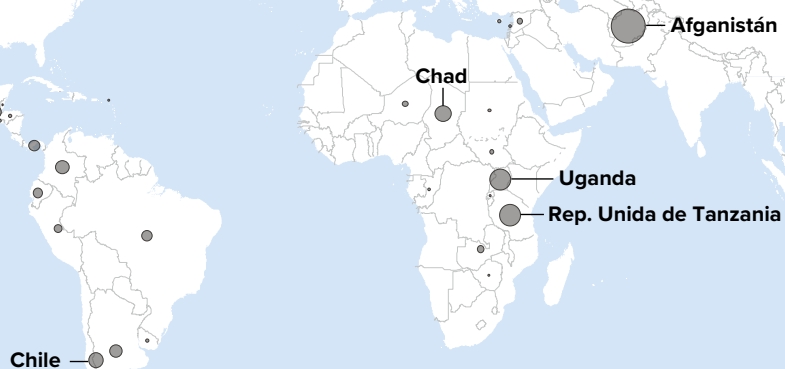 Afganistán
Chad
Uganda
Rep. Unida de Tanzania
Chile